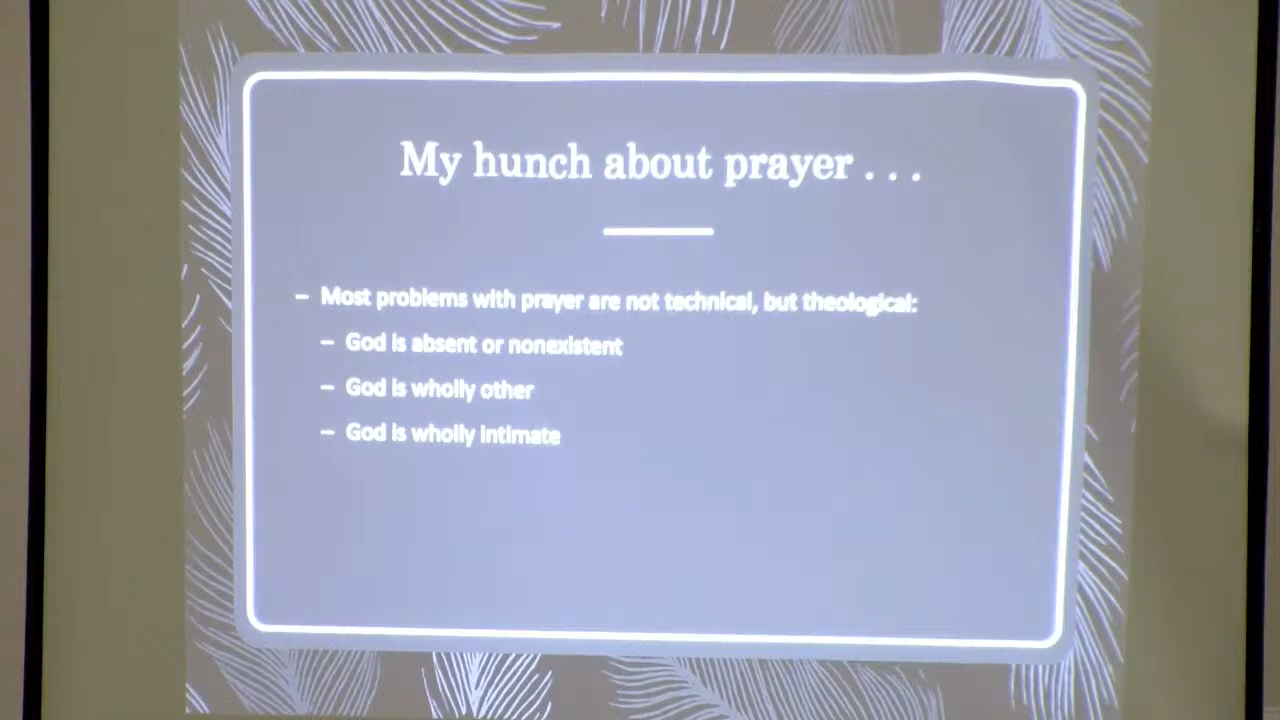 My hunch about prayer . . .
– Most problems with prayer are not technical, but theological:
– God is absent or nonexistent
– God is wholly other
– God is wholly intimate